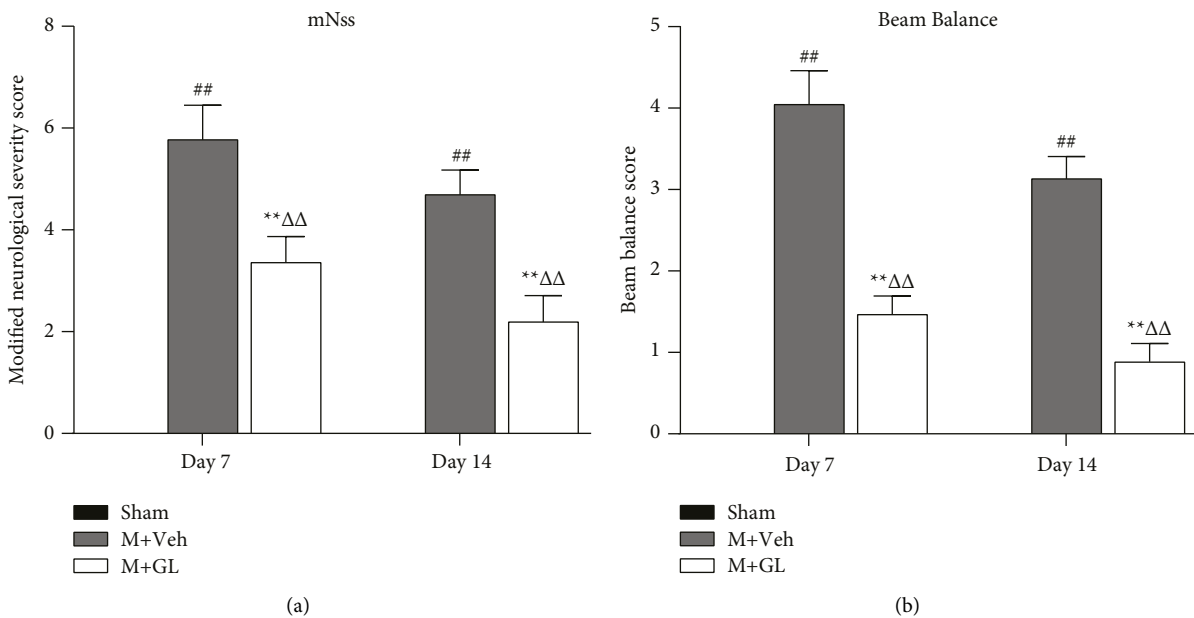 mNss
Modified neurological severity score
8
6
4
2
0
##
**ΔΔ
##
**ΔΔ
Day 7
Day 14
Sham
M+Veh
M+GL
(a)
Beam Balance
Beam balance score
5
4
3
2
1
0
##
**ΔΔ
##
**ΔΔ
Day 7
Day 14
Sham
M+Veh
M+GL
(b)